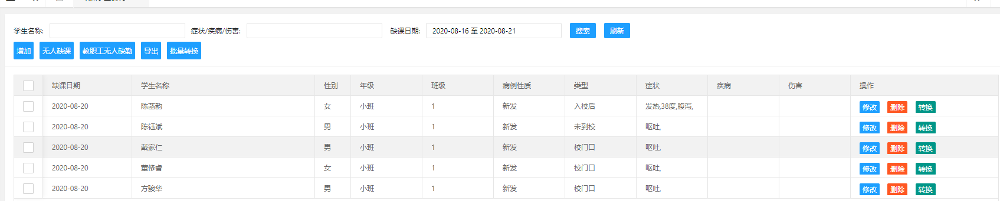 学生名称: 症状/疾病/伤害: 缺课日期: 2020-08-16 至 2020-08-21 搜索 刷新
增加 无人缺课 教职工无人缺勤 导出 批量转换
缺课日期 学生名称 性别 年级 班级 病例性质 类型 症状 疾病 伤害 操作
2020-08-20 陈菡韵 女 小班 1 新发 入校后 发热,38度,腹泻, 修改 删除 转换
2020-08-20 陈钰斌 男 小班 1 新发 未到校 呕吐, 修改 删除 转换
2020-08-20 戴家仁 男 小班 1 新发 校门口 呕吐, 修改 删除 转换
2020-08-20 董修睿 女 小班 1 新发 校门口 呕吐, 修改 删除 转换
2020-08-20 方骏华 男 小班 1 新发 校门口 呕吐, 修改 删除 转换